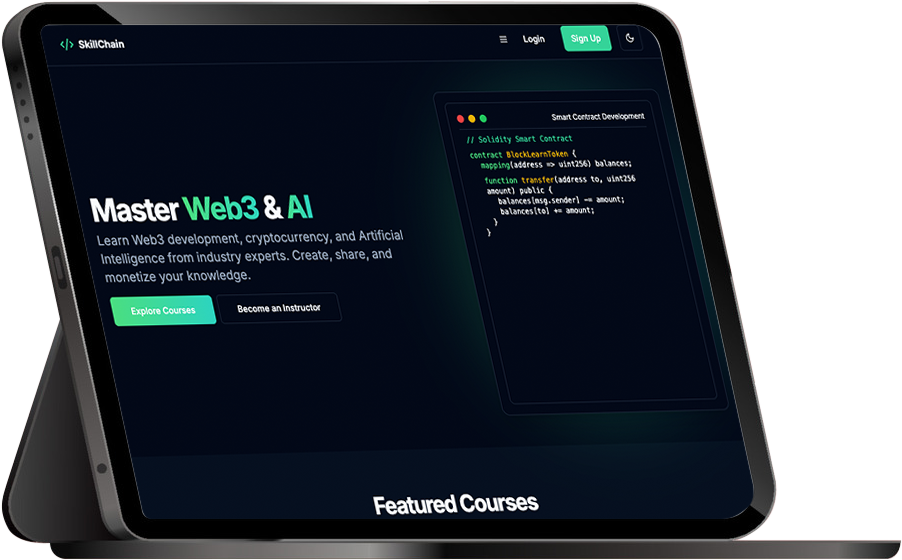 </> SkillChain
Login
Sign Up
Master Web3 & AI
Learn Web3 development, cryptocurrency, and Artificial
Intelligence from industry experts. Create, share, and
monetize your knowledge.
Explore Courses
Become an Instructor
Smart Contract Development
// Solidity Smart Contract
contract BlockLearnToken {
mapping(address => uint256) balances;
function transfer(address to, uint256
amount) public {
balances[msg.sender] -= amount;
balances[to] += amount;
}
}
Featured Courses